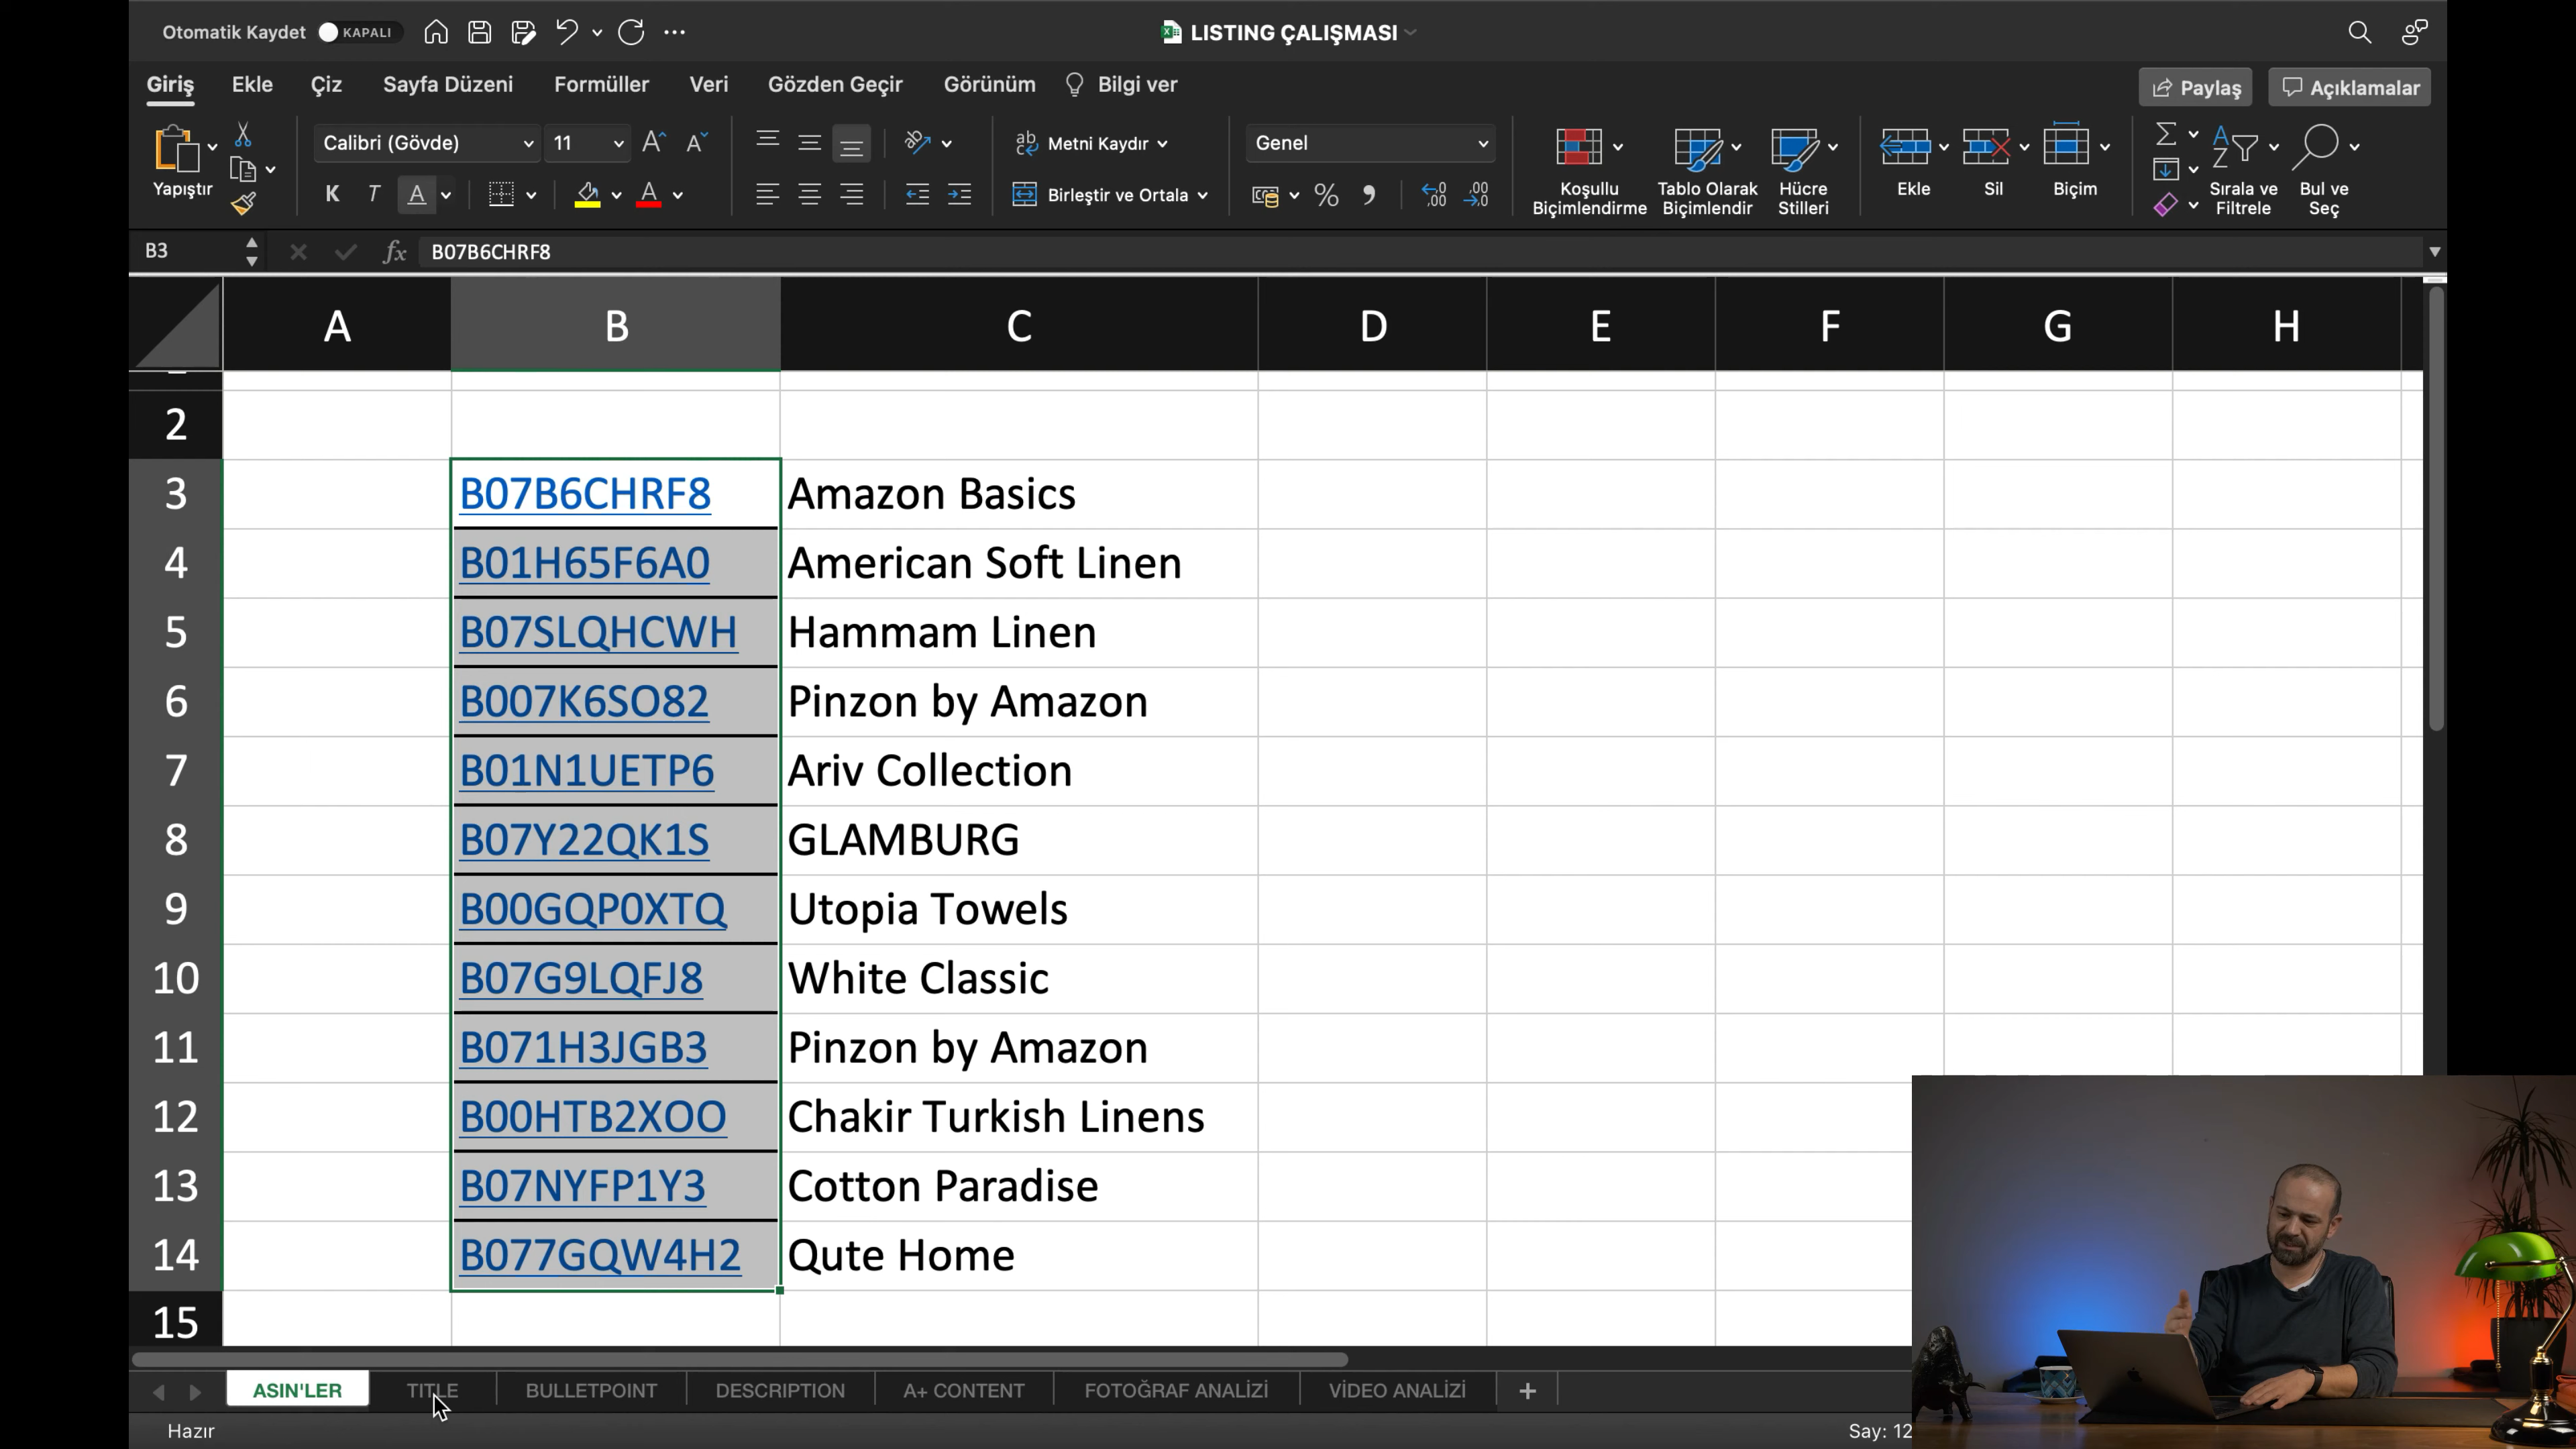 Otomatik Kaydet KAPALI
LISTING ÇALIŞMASI
Giriş Ekle Çiz Sayfa Düzeni Formüller Veri Gözden Geçir Görünüm Bilgi ver Paylaş Açıklamalar
Calibri (Gövde) 11 Metni Kaydır Genel
Yapıştır K T A A Birleştir ve Ortala % Koşullu Biçimlendirme Tablo Olarak Biçimlendir Hücre Stilleri Ekle Sil Biçim Sırala ve Filtrele Bul ve Seç
B3 fx B07B6CHRF8
A B C D E F G H
2
3 B07B6CHRF8 Amazon Basics
4 B01H65F6A0 American Soft Linen
5 B07SLQHCWH Hammam Linen
6 B007K6SO82 Pinzon by Amazon
7 B01N1UETP6 Ariv Collection
8 B07Y22QK1S GLAMBURG
9 B00GQP0XTQ Utopia Towels
10 B07G9LQFJ8 White Classic
11 B071H3JGB3 Pinzon by Amazon
12 B00HTB2XOO Chakir Turkish Linens
13 B07NYFP1Y3 Cotton Paradise
14 B077GQW4H2 Qute Home
15
ASIN'LER TITLE BULLETPOINT DESCRIPTION A+ CONTENT FOTOĞRAF ANALİZİ VİDEO ANALİZİ
Hazır Say: 12